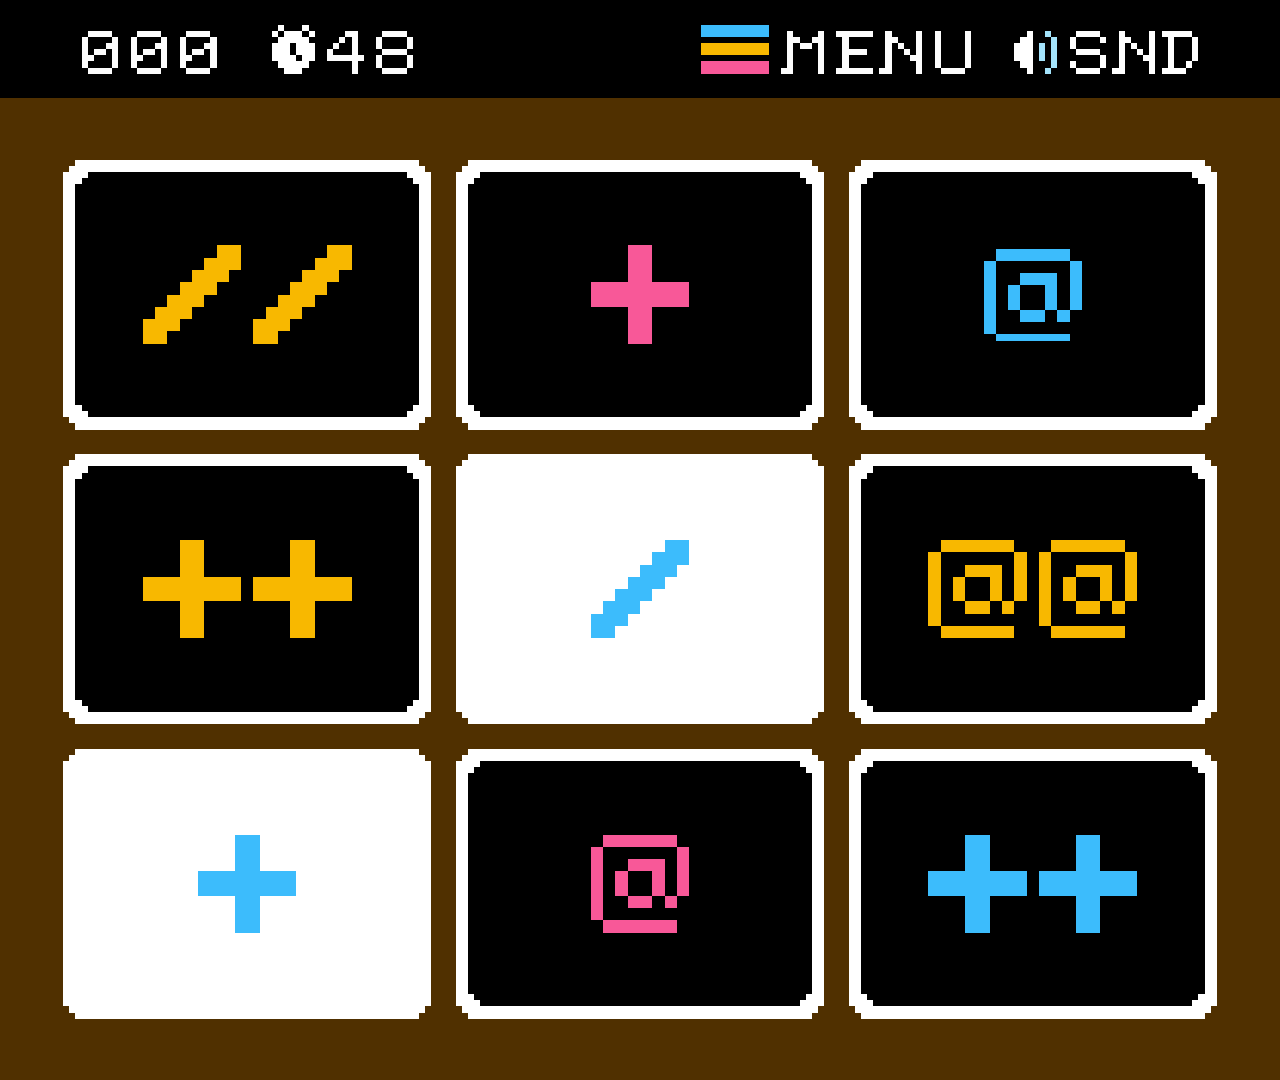 000 48 MENU SND
// + @
++ / @@
+ @ ++